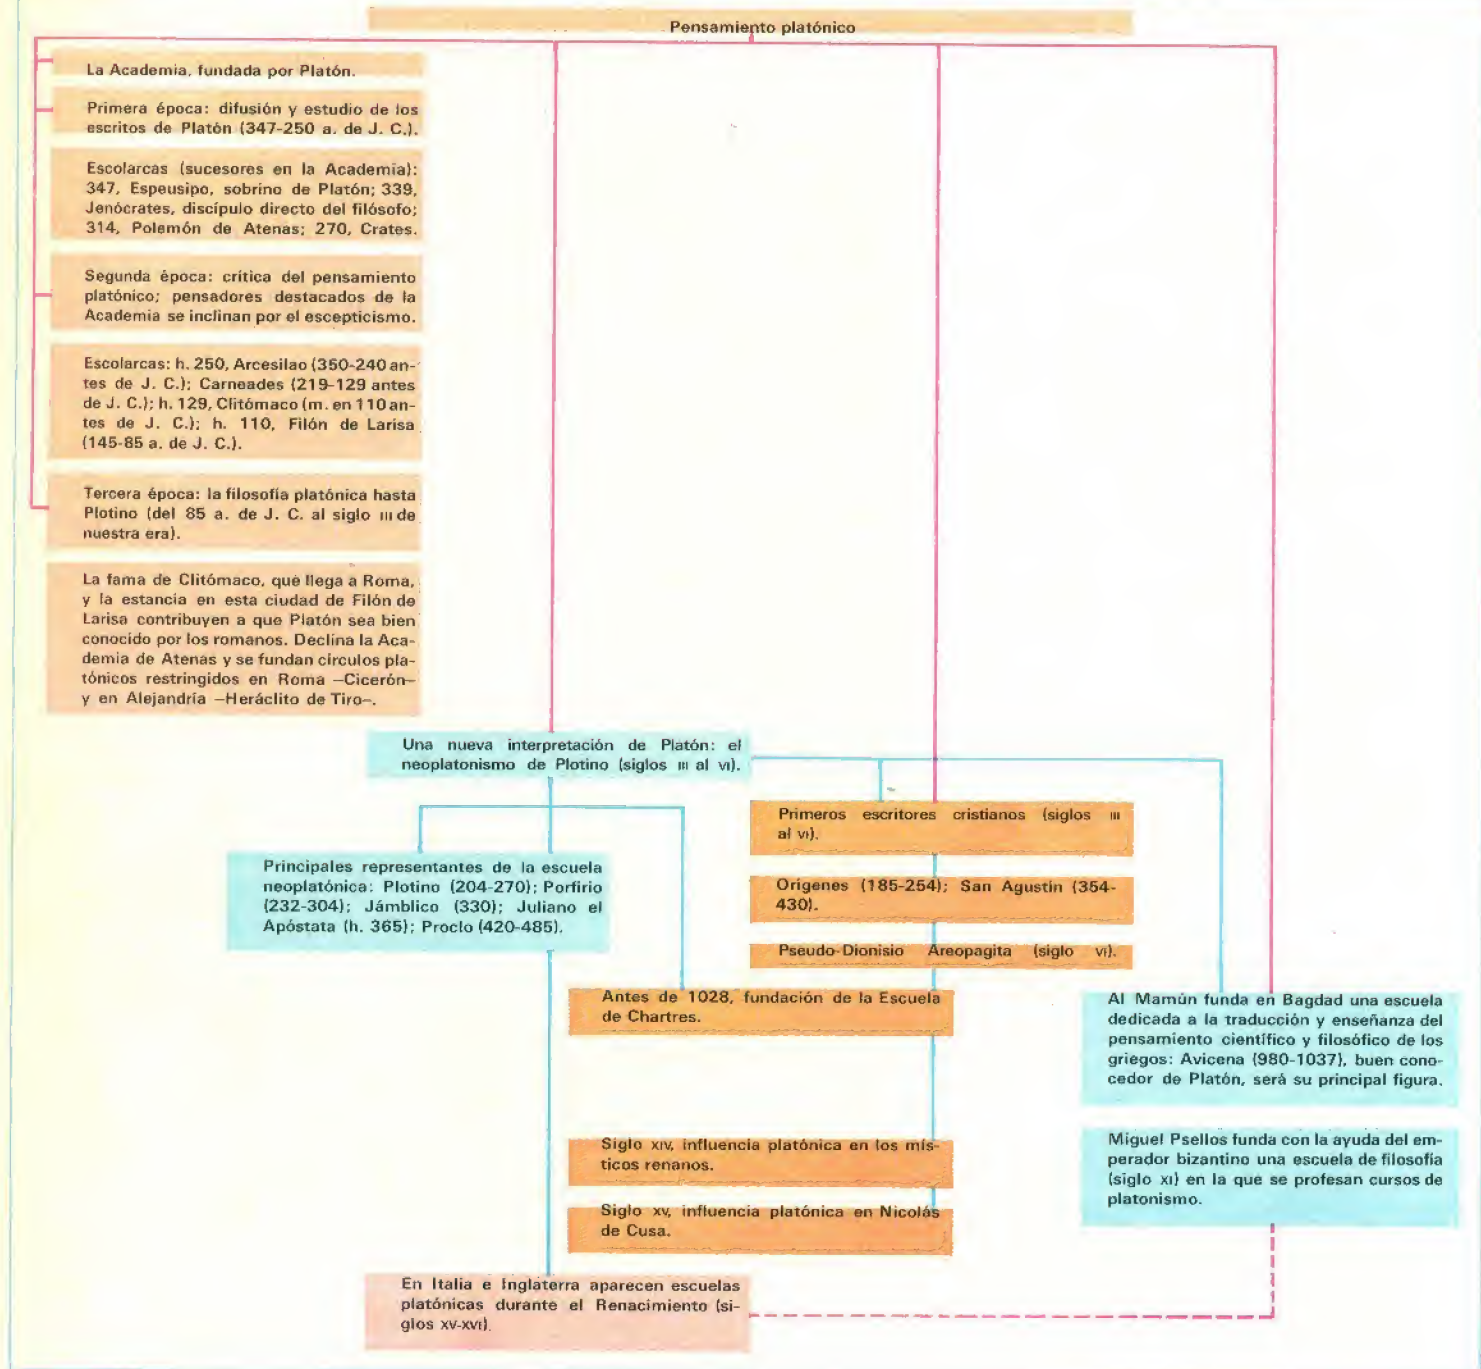 Pensamiento platónico
La Academia, fundada por Platón.
Primera época: difusión y estudio de los
escritos de Platón (347-250 a. de J. C.).
Escolarcas (sucesores en la Academia):
347, Espeusipo, sobrino de Platón; 339,
Jenócrates, discípulo directo del filósofo;
314, Polemón de Atenas; 270, Crates.
Segunda época: crítica del pensamiento
platónico; pensadores destacados de la
Academia se inclinan por el escepticismo.
Escolarcas: h. 250, Arcesilao (350-240 an-
tes de J. C.); Carneades (219-129 antes
de J. C.); h. 129, Clitómaco (m. en 110 an-
tes de J. C.); h. 110, Filón de Larisa
(145-85 a. de J. C.).
Tercera época: la filosofía platónica hasta
Plotino (del 85 a. de J. C. al siglo III de
nuestra era).
La fama de Clitómaco, que llega a Roma,
y la estancia en esta ciudad de Filón de
Larisa contribuyen a que Platón sea bien
conocido por los romanos. Declina la Aca-
demia de Atenas y se fundan círculos pla-
tónicos restringidos en Roma –Cicerón–
y en Alejandría –Heráclito de Tiro–.
Una nueva interpretación de Platón: el
neoplatonismo de Plotino (siglos III al VI).
Principales representantes de la escuela
neoplatónica: Plotino (204-270); Porfirio
(232-304); Jámblico (330); Juliano el
Apóstata (h. 365); Proclo (420-485).
Primeros escritores cristianos (siglos III
al VI).
Orígenes (185-254); San Agustín (354-
430).
Pseudo-Dionisio Areopagita (siglo VI).
Antes de 1028, fundación de la Escuela
de Chartres.
Al Mamún funda en Bagdad una escuela
dedicada a la traducción y enseñanza del
pensamiento científico y filosófico de los
griegos: Avicena (980-1037), buen cono-
cedor de Platón, será su principal figura.
Siglo XIV, influencia platónica en los mís-
ticos renanos.
Miguel Psellos funda con la ayuda del em-
perador bizantino una escuela de filosofía
(siglo XI) en la que se profesan cursos de
platonismo.
Siglo XV, influencia platónica en Nicolás
de Cusa.
En Italia e Inglaterra aparecen escuelas
platónicas durante el Renacimiento (si-
glos XV-XVI).